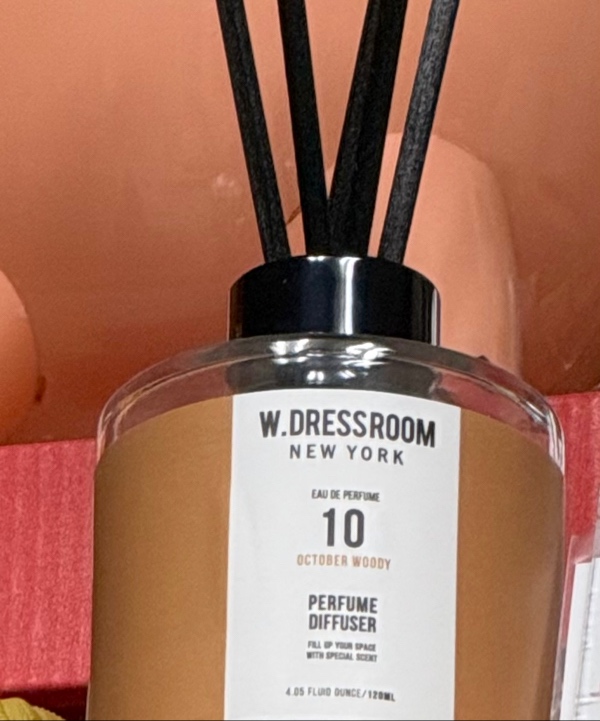 W.DRESSROOM
NEW YORK
EAU DE PERFUME
10
OCTOBER WOODY
PERFUME
DIFFUSER
FILL UP YOUR SPACE
WITH SPECIAL SCENT
4.05 FLUID OUNCE/120ML